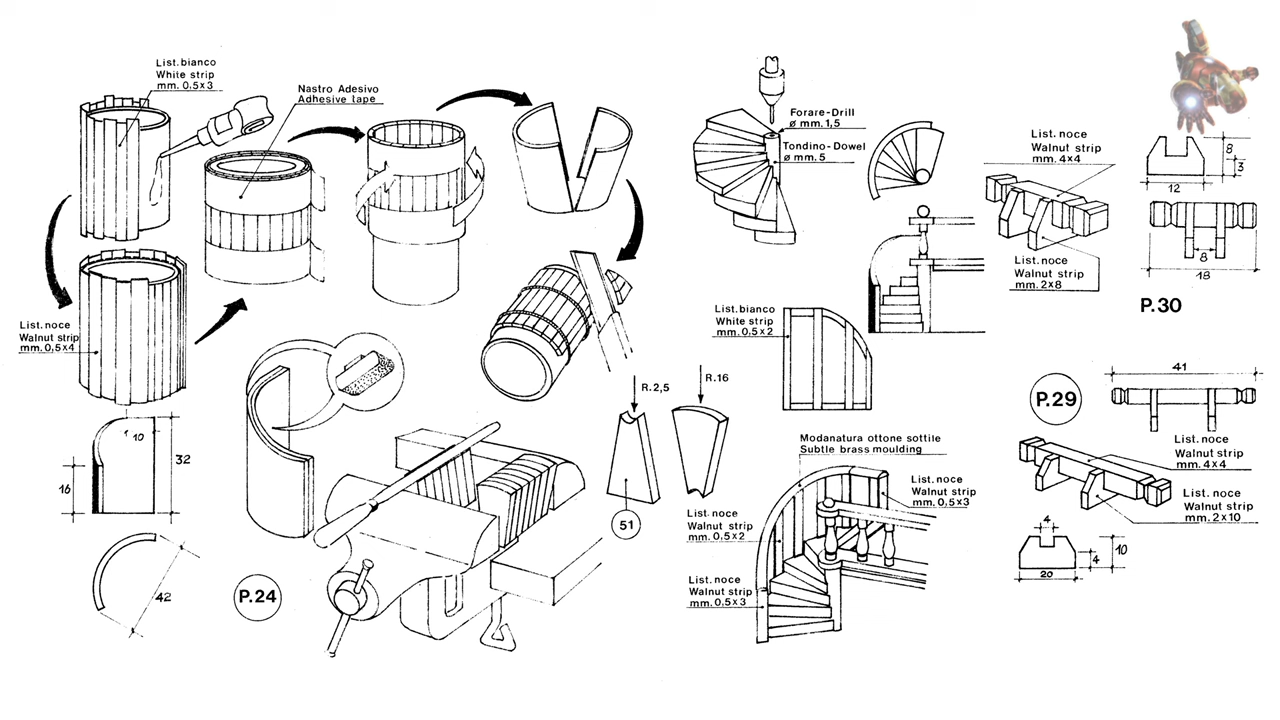 List. bianco
White strip
mm. 0.5x3
Nastro Adesivo
Adhesive tape
List. noce
Walnut strip
mm. 0,5x4
10
32
16
42
P.24
R.2,5
R.16
51
Forare-Drill
ø mm. 1,5
Tondino-Dowel
ø mm. 5
List. bianco
White strip
mm. 0.5x2
Modanatura ottone sottile
Subtle brass moulding
List. noce
Walnut strip
mm. 0,5x3
List. noce
Walnut strip
mm. 0,5x2
List. noce
Walnut strip
mm. 0.5x3
List. noce
Walnut strip
mm. 4x4
List. noce
Walnut strip
mm. 2x8
8
3
12
8
18
P.30
41
P.29
List. noce
Walnut strip
mm. 4x4
List. noce
Walnut strip
mm. 2x10
4
10
4
20